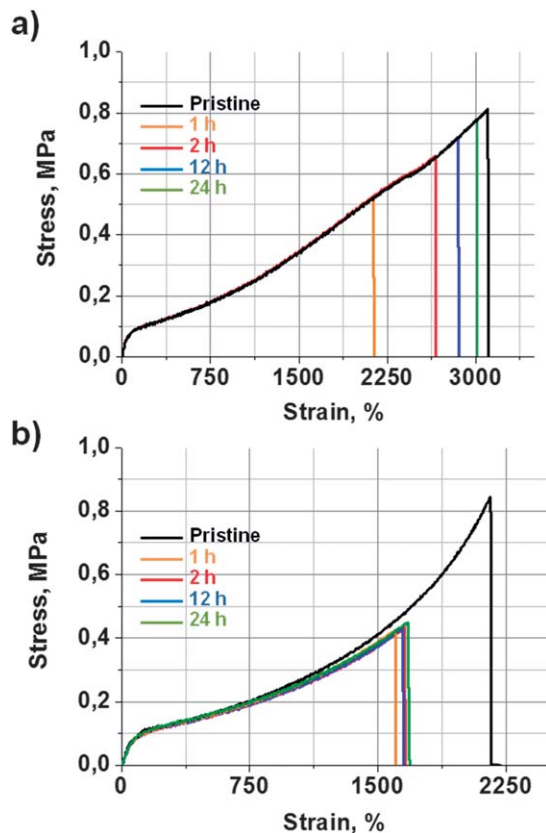 a)
1,0
0,8
0,6
0,4
0,2
0,0
Stress, MPa
Pristine
1 h
2 h
12 h
24 h
0 750 1500 2250 3000
Strain, %
b)
1,0
0,8
0,6
0,4
0,2
0,0
Stress, MPa
Pristine
1 h
2 h
12 h
24 h
0 750 1500 2250
Strain, %